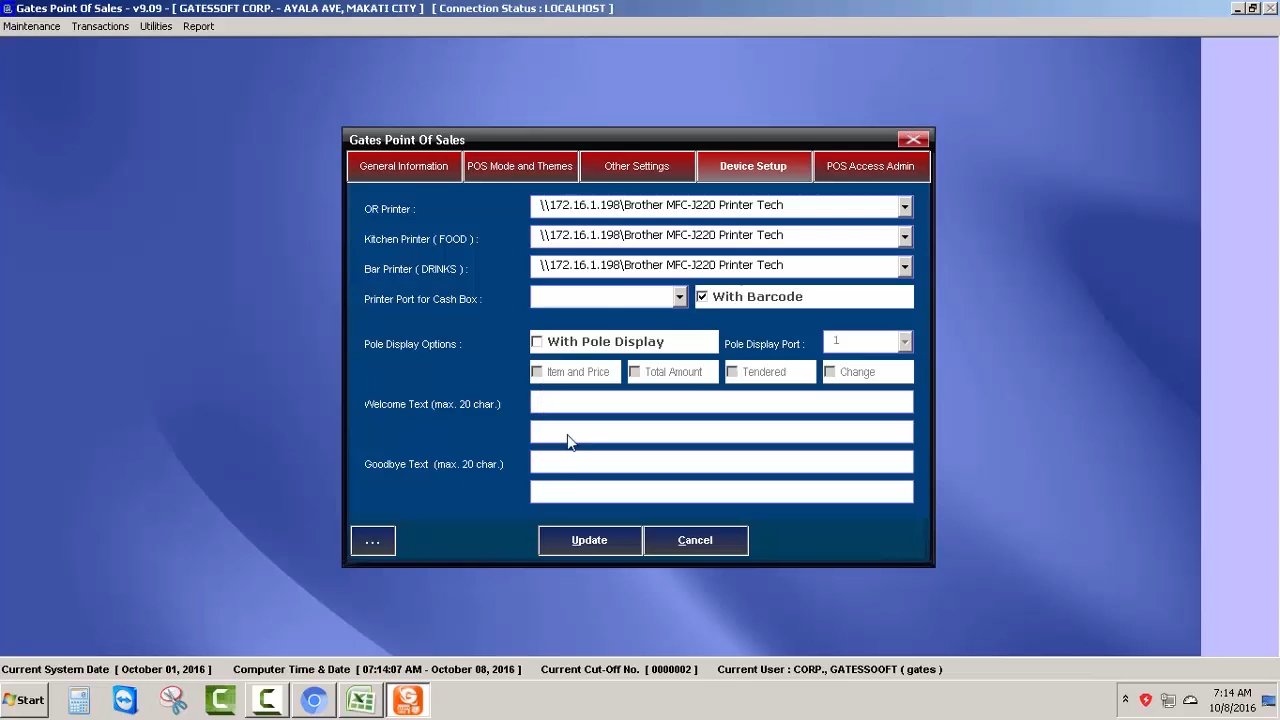 Gates Point Of Sales - v9.09 - [ GATESSOFT CORP. - AYALA AVE, MAKATI CITY ]   [ Connection Status : LOCALHOST ]
Maintenance   Transactions   Utilities   Report
Gates Point Of Sales
General Information   POS Mode and Themes   Other Settings   Device Setup   POS Access Admin
OR Printer :   \\172.16.1.198\Brother MFC-J220 Printer Tech
Kitchen Printer ( FOOD ) :   \\172.16.1.198\Brother MFC-J220 Printer Tech
Bar Printer ( DRINKS ) :   \\172.16.1.198\Brother MFC-J220 Printer Tech
Printer Port for Cash Box :   With Barcode
Pole Display Options :   With Pole Display   Pole Display Port :   1
Item and Price   Total Amount   Tendered   Change
Welcome Text (max. 20 char.)
Goodbye Text (max. 20 char.)
...   Update   Cancel
Current System Date [ October 01, 2016 ]   Computer Time & Date [ 07:14:07 AM - October 08, 2016 ]   Current Cut-Off No. [ 0000002 ]   Current User : CORP., GATESSOOFT ( gates )
Start   7:14 AM
10/8/2016